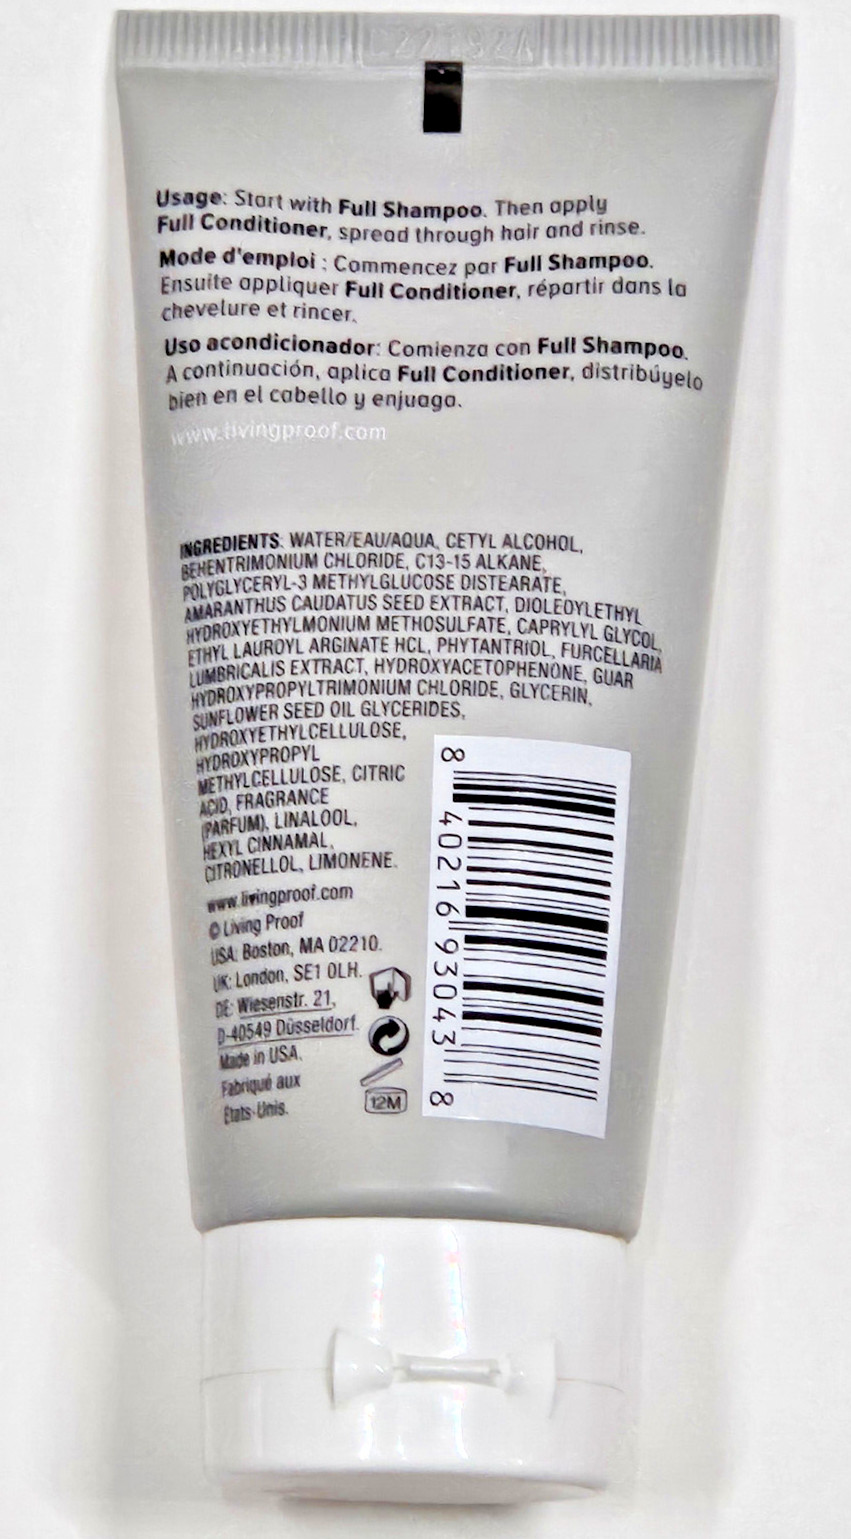 C22192A
Usage: Start with Full Shampoo. Then apply
Full Conditioner, spread through hair and rinse.
Mode d'emploi : Commencez par Full Shampoo.
Ensuite appliquer Full Conditioner, répartir dans la
chevelure et rincer.
Uso acondicionador: Comienza con Full Shampoo.
A continuación, aplica Full Conditioner, distribúyelo
bien en el cabello y enjuaga.
www.livingproof.com
INGREDIENTS: WATER/EAU/AQUA, CETYL ALCOHOL,
BEHENTRIMONIUM CHLORIDE, C13-15 ALKANE,
POLYGLYCERYL-3 METHYLGLUCOSE DISTEARATE,
AMARANTHUS CAUDATUS SEED EXTRACT, DIOLEOYLETHYL
HYDROXYETHYLMONIUM METHOSULFATE, CAPRYLYL GLYCOL,
ETHYL LAUROYL ARGINATE HCL, PHYTANTRIOL, FURCELLARIA
LUMBRICALIS EXTRACT, HYDROXYACETOPHENONE, GUAR
HYDROXYPROPYLTRIMONIUM CHLORIDE, GLYCERIN,
SUNFLOWER SEED OIL GLYCERIDES,
HYDROXYETHYLCELLULOSE,
HYDROXYPROPYL
METHYLCELLULOSE, CITRIC
ACID, FRAGRANCE
(PARFUM), LINALOOL,
HEXYL CINNAMAL,
CITRONELLOL, LIMONENE.
www.livingproof.com
© Living Proof
USA: Boston, MA 02210.
UK: London, SE1 0LH.
DE: Wiesenstr. 21,
D-40549 Düsseldorf.
Made in USA.
Fabriqué aux
États-Unis.
12M
8 40216 93043 8